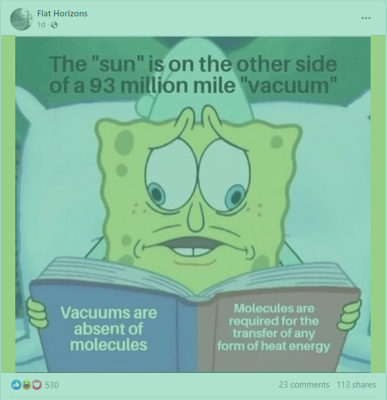 Flat Horizons
1d ·
The "sun" is on the other side
of a 93 million mile "vacuum"
Vacuums are
absent of
molecules
Molecules are
required for the
transfer of any
form of heat energy
530
23 comments 113 shares